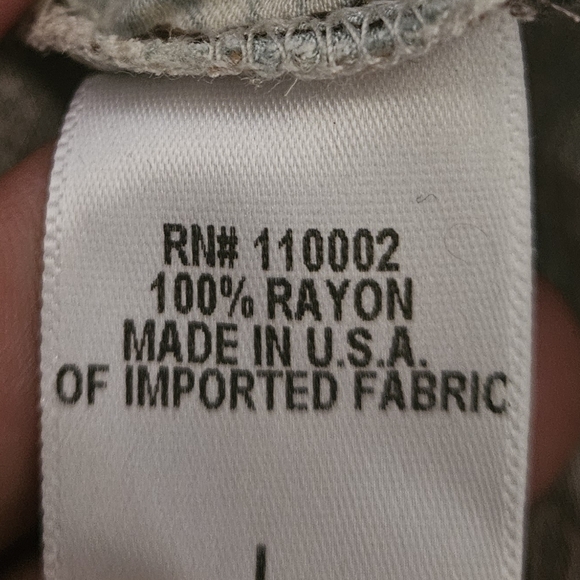 RN# 110002
100% RAYON
MADE IN U.S.A.
OF IMPORTED FABRIC